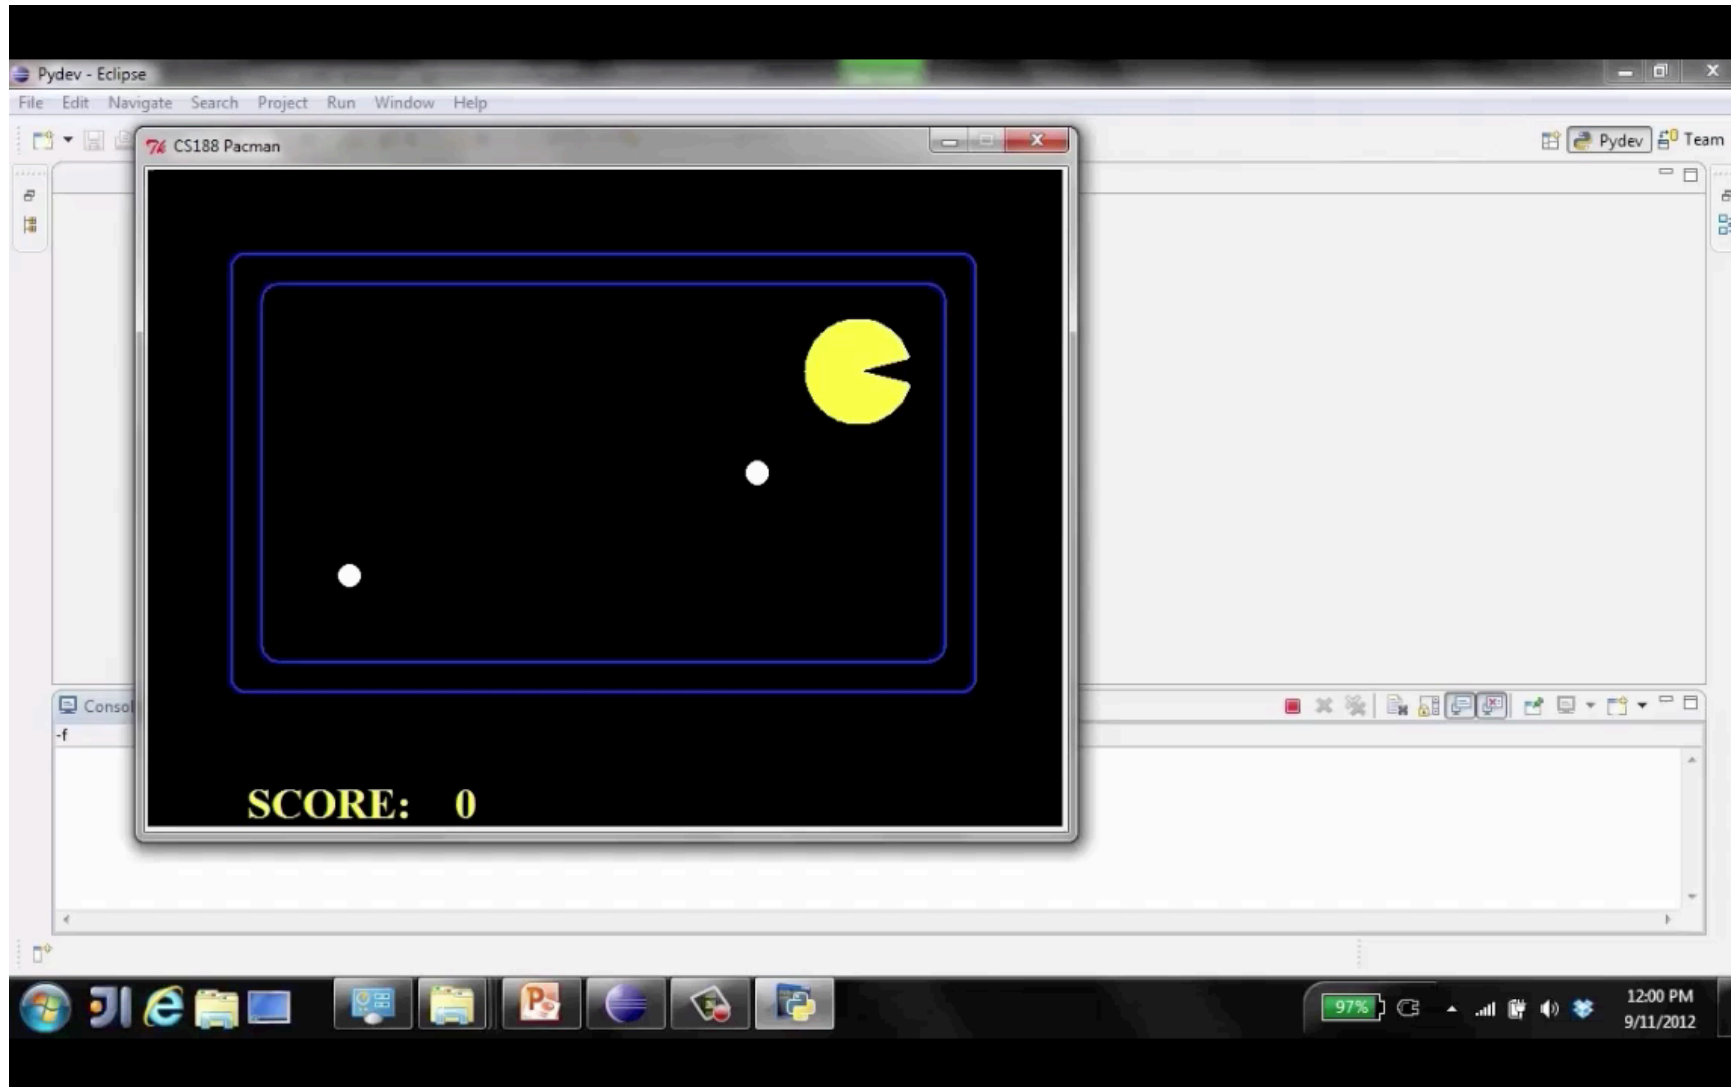 Pydev - Eclipse
File Edit Navigate Search Project Run Window Help
CS188 Pacman
Pydev Team
Consol
-f
SCORE: 0
97%
12:00 PM
9/11/2012